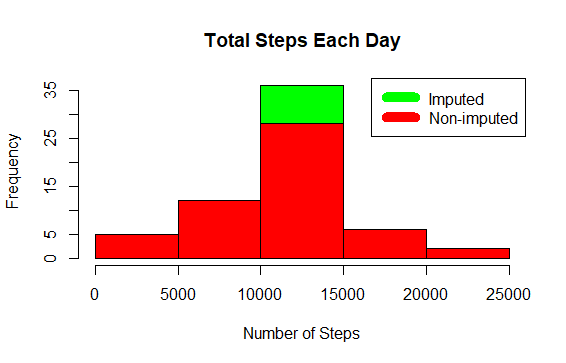 Total Steps Each Day
Imputed
Non-imputed
Frequency
35
25
15
5
0
0 5000 10000 15000 20000 25000
Number of Steps